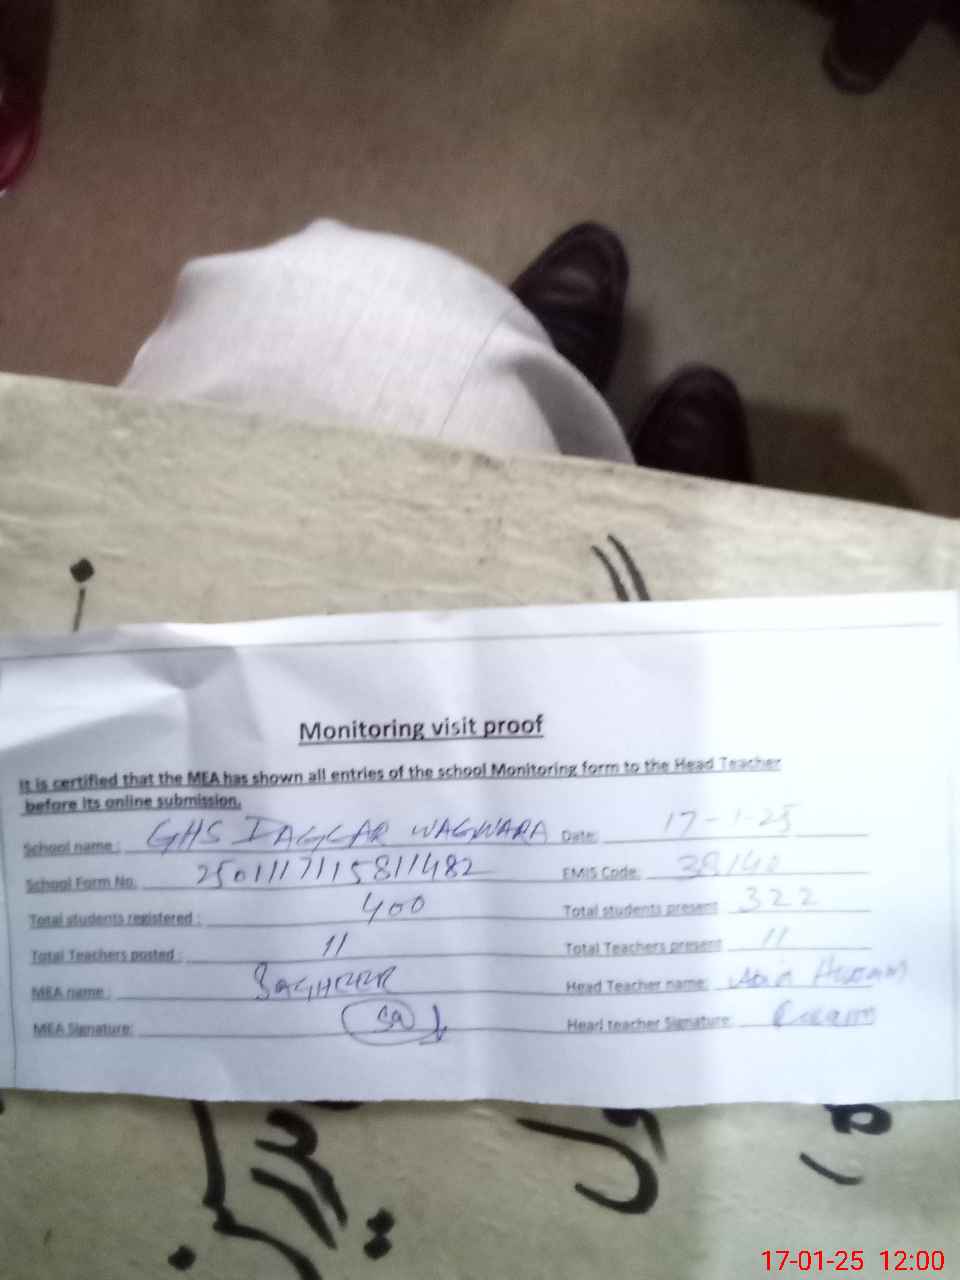 Monitoring visit proof
It is certified that the MEA has shown all entries of the school Monitoring form to the Head Teacher
before its online submission.
School name : GHS DAGGAR WAGWARA Date: 17-1-25
School Form No. 2501117115811482 EMIS Code:
Total students registered : 400 Total students present 322
Total Teachers posted : 11 Total Teachers present 11
MEA name : Head Teacher name:
MEA Signature: Head teacher Signature:
17-01-25 12:00